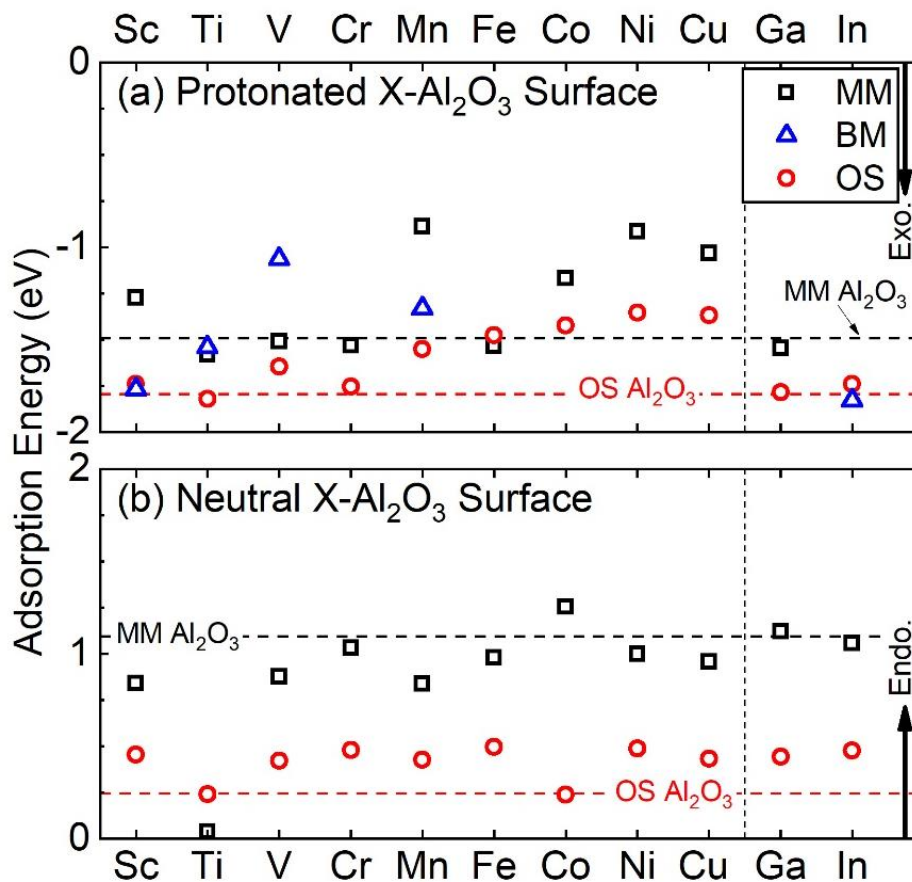 Sc Ti V Cr Mn Fe Co Ni Cu Ga In
0
(a) Protonated X-Al₂O₃ Surface
MM
BM
OS
Exo.
-1
MM Al₂O₃
OS Al₂O₃
-2
Adsorption Energy (eV)
2
(b) Neutral X-Al₂O₃ Surface
MM Al₂O₃
1
Endo.
OS Al₂O₃
0
Sc Ti V Cr Mn Fe Co Ni Cu Ga In